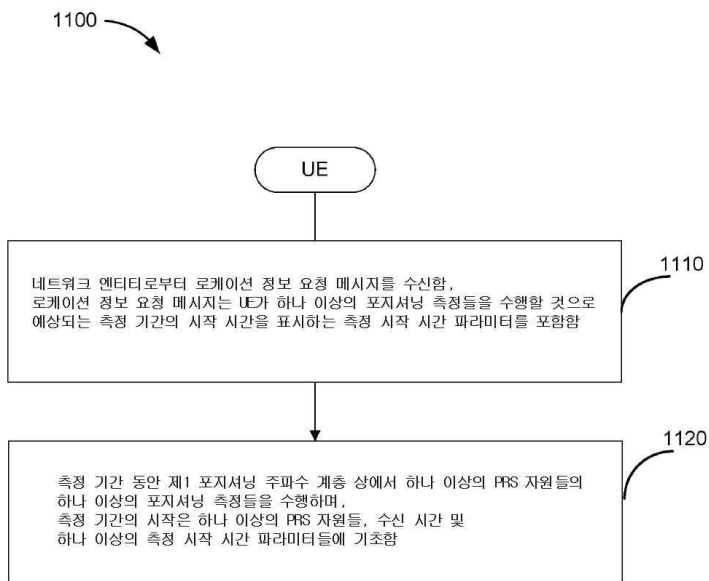 1100
UE
네트워크 엔티티로부터 로케이션 정보 요청 메시지를 수신함,
로케이션 정보 요청 메시지는 UE가 하나 이상의 포지셔닝 측정들을 수행할 것으로
예상되는 측정 기간의 시작 시간을 표시하는 측정 시작 시간 파라미터를 포함함
1110
측정 기간 동안 제1 포지셔닝 주파수 계층 상에서 하나 이상의 PRS 자원들의
하나 이상의 포지셔닝 측정들을 수행하며,
측정 기간의 시작은 하나 이상의 PRS 자원들, 수신 시간 및
하나 이상의 측정 시작 시간 파라미터들에 기초함
1120